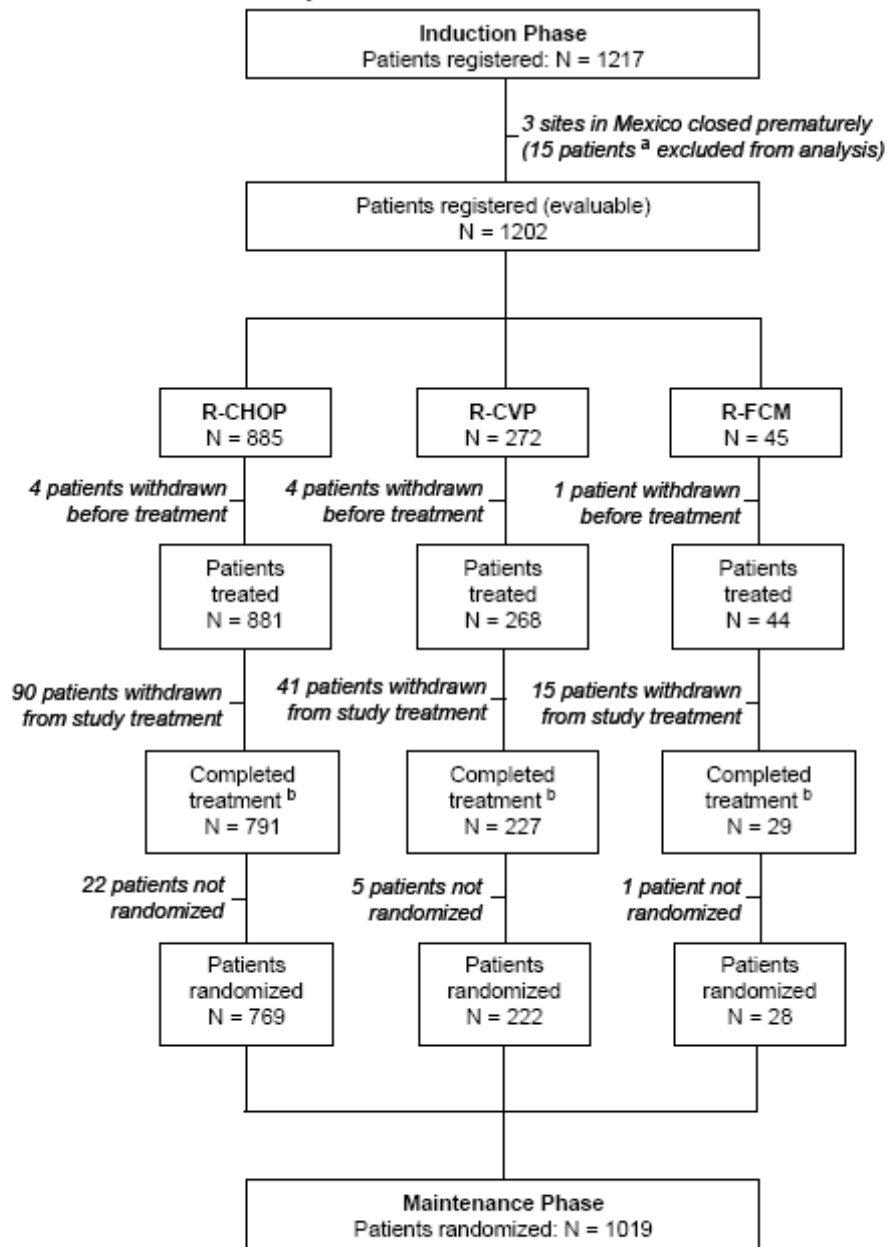 Induction Phase
Patients registered: N = 1217
3 sites in Mexico closed prematurely
(15 patients a excluded from analysis)
Patients registered (evaluable)
N = 1202
R-CHOP
N = 885
R-CVP
N = 272
R-FCM
N = 45
4 patients withdrawn
before treatment
4 patients withdrawn
before treatment
1 patient withdrawn
before treatment
Patients
treated
N = 881
Patients
treated
N = 268
Patients
treated
N = 44
90 patients withdrawn
from study treatment
41 patients withdrawn
from study treatment
15 patients withdrawn
from study treatment
Completed
treatment b
N = 791
Completed
treatment b
N = 227
Completed
treatment b
N = 29
22 patients not
randomized
5 patients not
randomized
1 patient not
randomized
Patients
randomized
N = 769
Patients
randomized
N = 222
Patients
randomized
N = 28
Maintenance Phase
Patients randomized: N = 1019